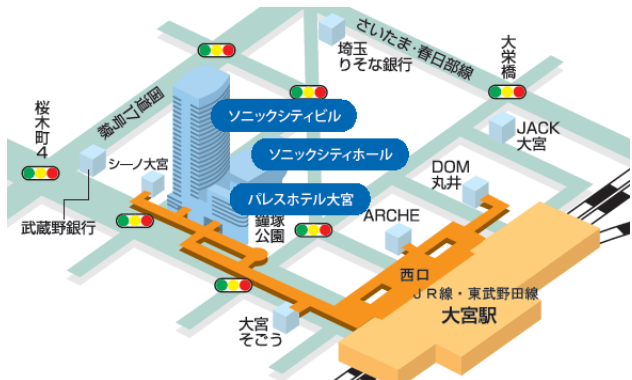 さいたま・春日部線
埼玉
りそな銀行
大栄橋
国道17号線
桜木町4
ソニックシティビル
ソニックシティホール
パレスホテル大宮
JACK
大宮
シーノ大宮
DOM
丸井
武蔵野銀行
鐘塚
公園
ARCHE
西口
JR線・東武野田線
大宮駅
大宮
そごう